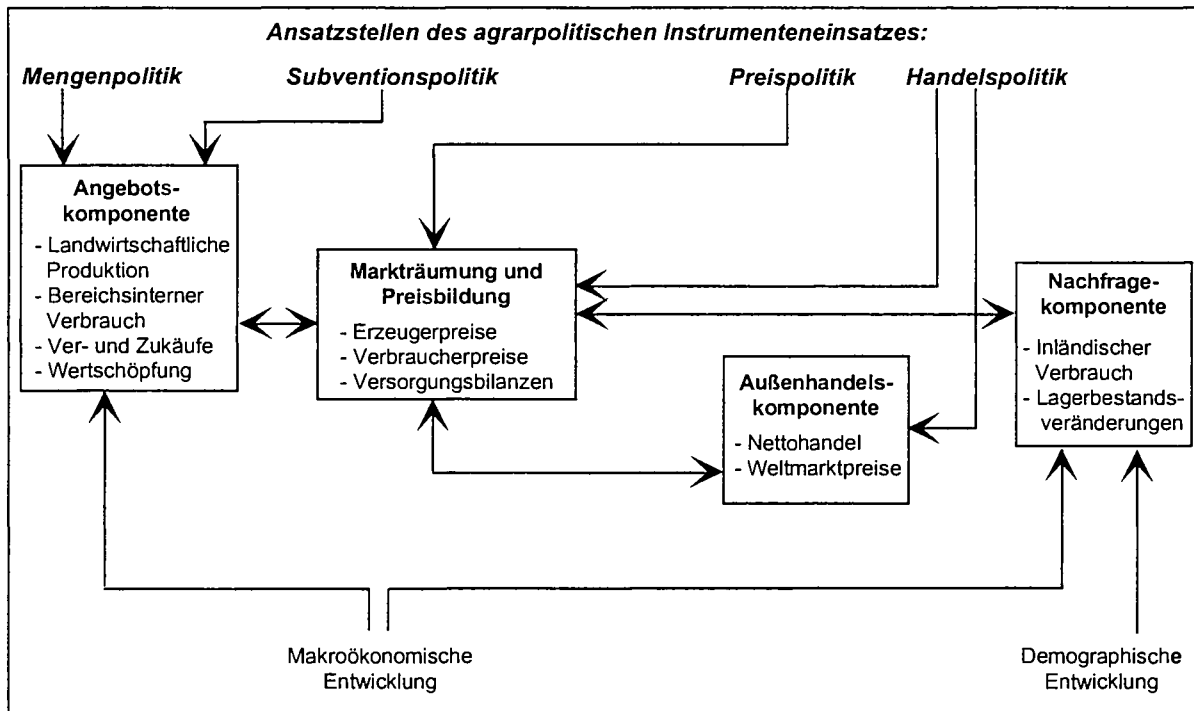 Ansatzstellen des agrarpolitischen Instrumenteneinsatzes:
Mengenpolitik
Subventionspolitik
Preispolitik
Handelspolitik
Angebots-
komponente
- Landwirtschaftliche
Produktion
- Bereichsinterner
Verbrauch
- Ver- und Zukäufe
- Wertschöpfung
Markträumung und
Preisbildung
- Erzeugerpreise
- Verbraucherpreise
- Versorgungsbilanzen
Außenhandels-
komponente
- Nettohandel
- Weltmarktpreise
Nachfrage-
komponente
- Inländischer
Verbrauch
- Lagerbestands-
veränderungen
Makroökonomische
Entwicklung
Demographische
Entwicklung